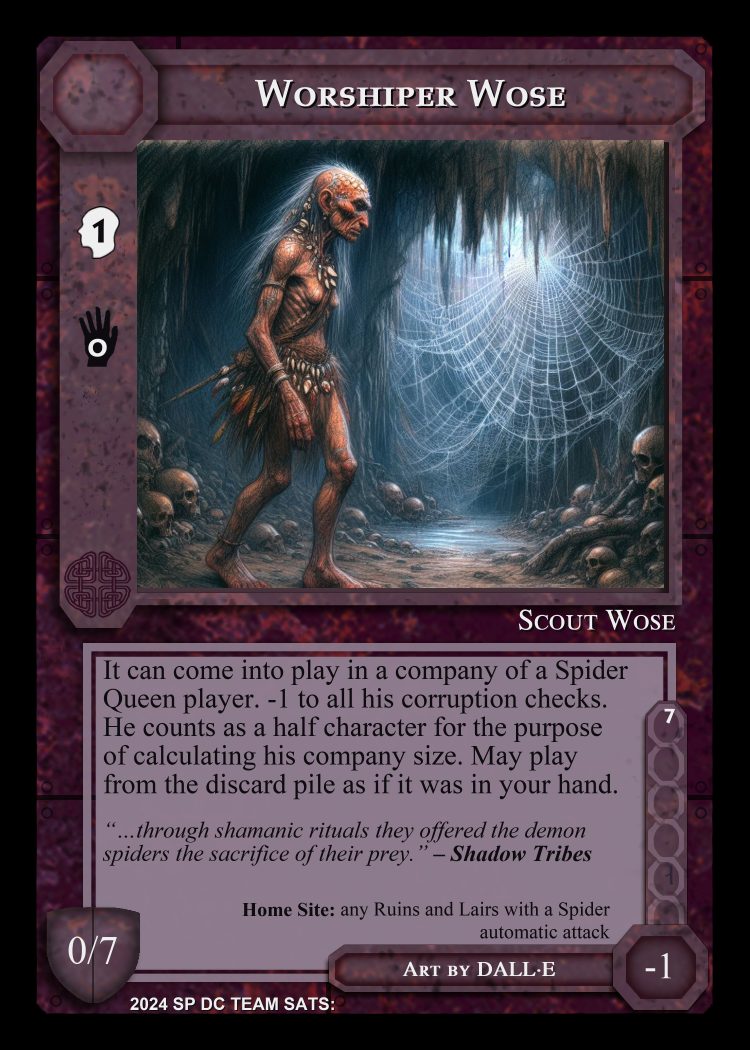 WORSHIPER WOSE
1
0
SCOUT WOSE
It can come into play in a company of a Spider
Queen player. -1 to all his corruption checks.
He counts as a half character for the purpose
of calculating his company size. May play
from the discard pile as if it was in your hand.
7
“...through shamanic rituals they offered the demon
spiders the sacrifice of their prey.” – Shadow Tribes
Home Site: any Ruins and Lairs with a Spider
automatic attack
0/7
ART BY DALL·E
-1
2024 SP DC TEAM SATS: